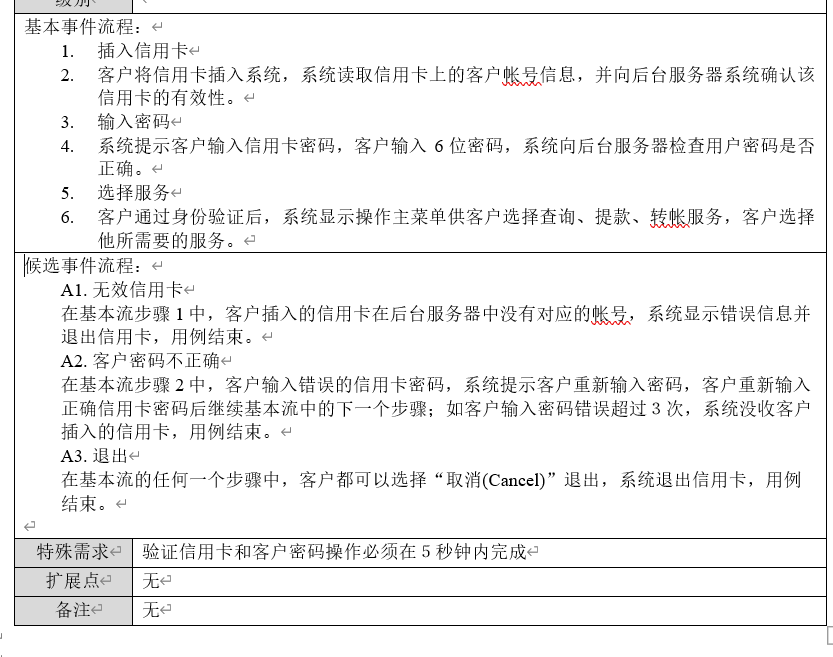 级别
基本事件流程：
1. 插入信用卡
2. 客户将信用卡插入系统，系统读取信用卡上的客户帐号信息，并向后台服务器系统确认该
信用卡的有效性。
3. 输入密码
4. 系统提示客户输入信用卡密码，客户输入 6 位密码，系统向后台服务器检查用户密码是否
正确。
5. 选择服务
6. 客户通过身份验证后，系统显示操作主菜单供客户选择查询、提款、转帐服务，客户选择
他所需要的服务。
候选事件流程：
A1. 无效信用卡
在基本流步骤 1 中，客户插入的信用卡在后台服务器中没有对应的帐号，系统显示错误信息并
退出信用卡，用例结束。
A2. 客户密码不正确
在基本流步骤 2 中，客户输入错误的信用卡密码，系统提示客户重新输入密码，客户重新输入
正确信用卡密码后继续基本流中的下一个步骤；如客户输入密码错误超过 3 次，系统没收客户
插入的信用卡，用例结束。
A3. 退出
在基本流的任何一个步骤中，客户都可以选择“取消(Cancel)”退出，系统退出信用卡，用例
结束。
特殊需求 验证信用卡和客户密码操作必须在 5 秒钟内完成
扩展点 无
备注 无